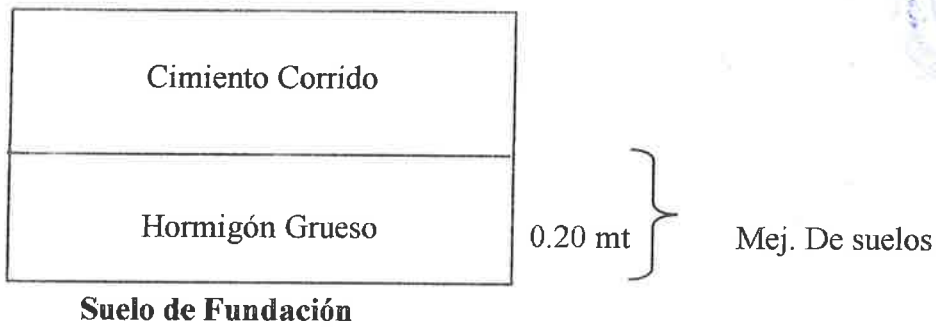 Cimiento Corrido
Hormigón Grueso
0.20 mt
Mej. De suelos
Suelo de Fundación